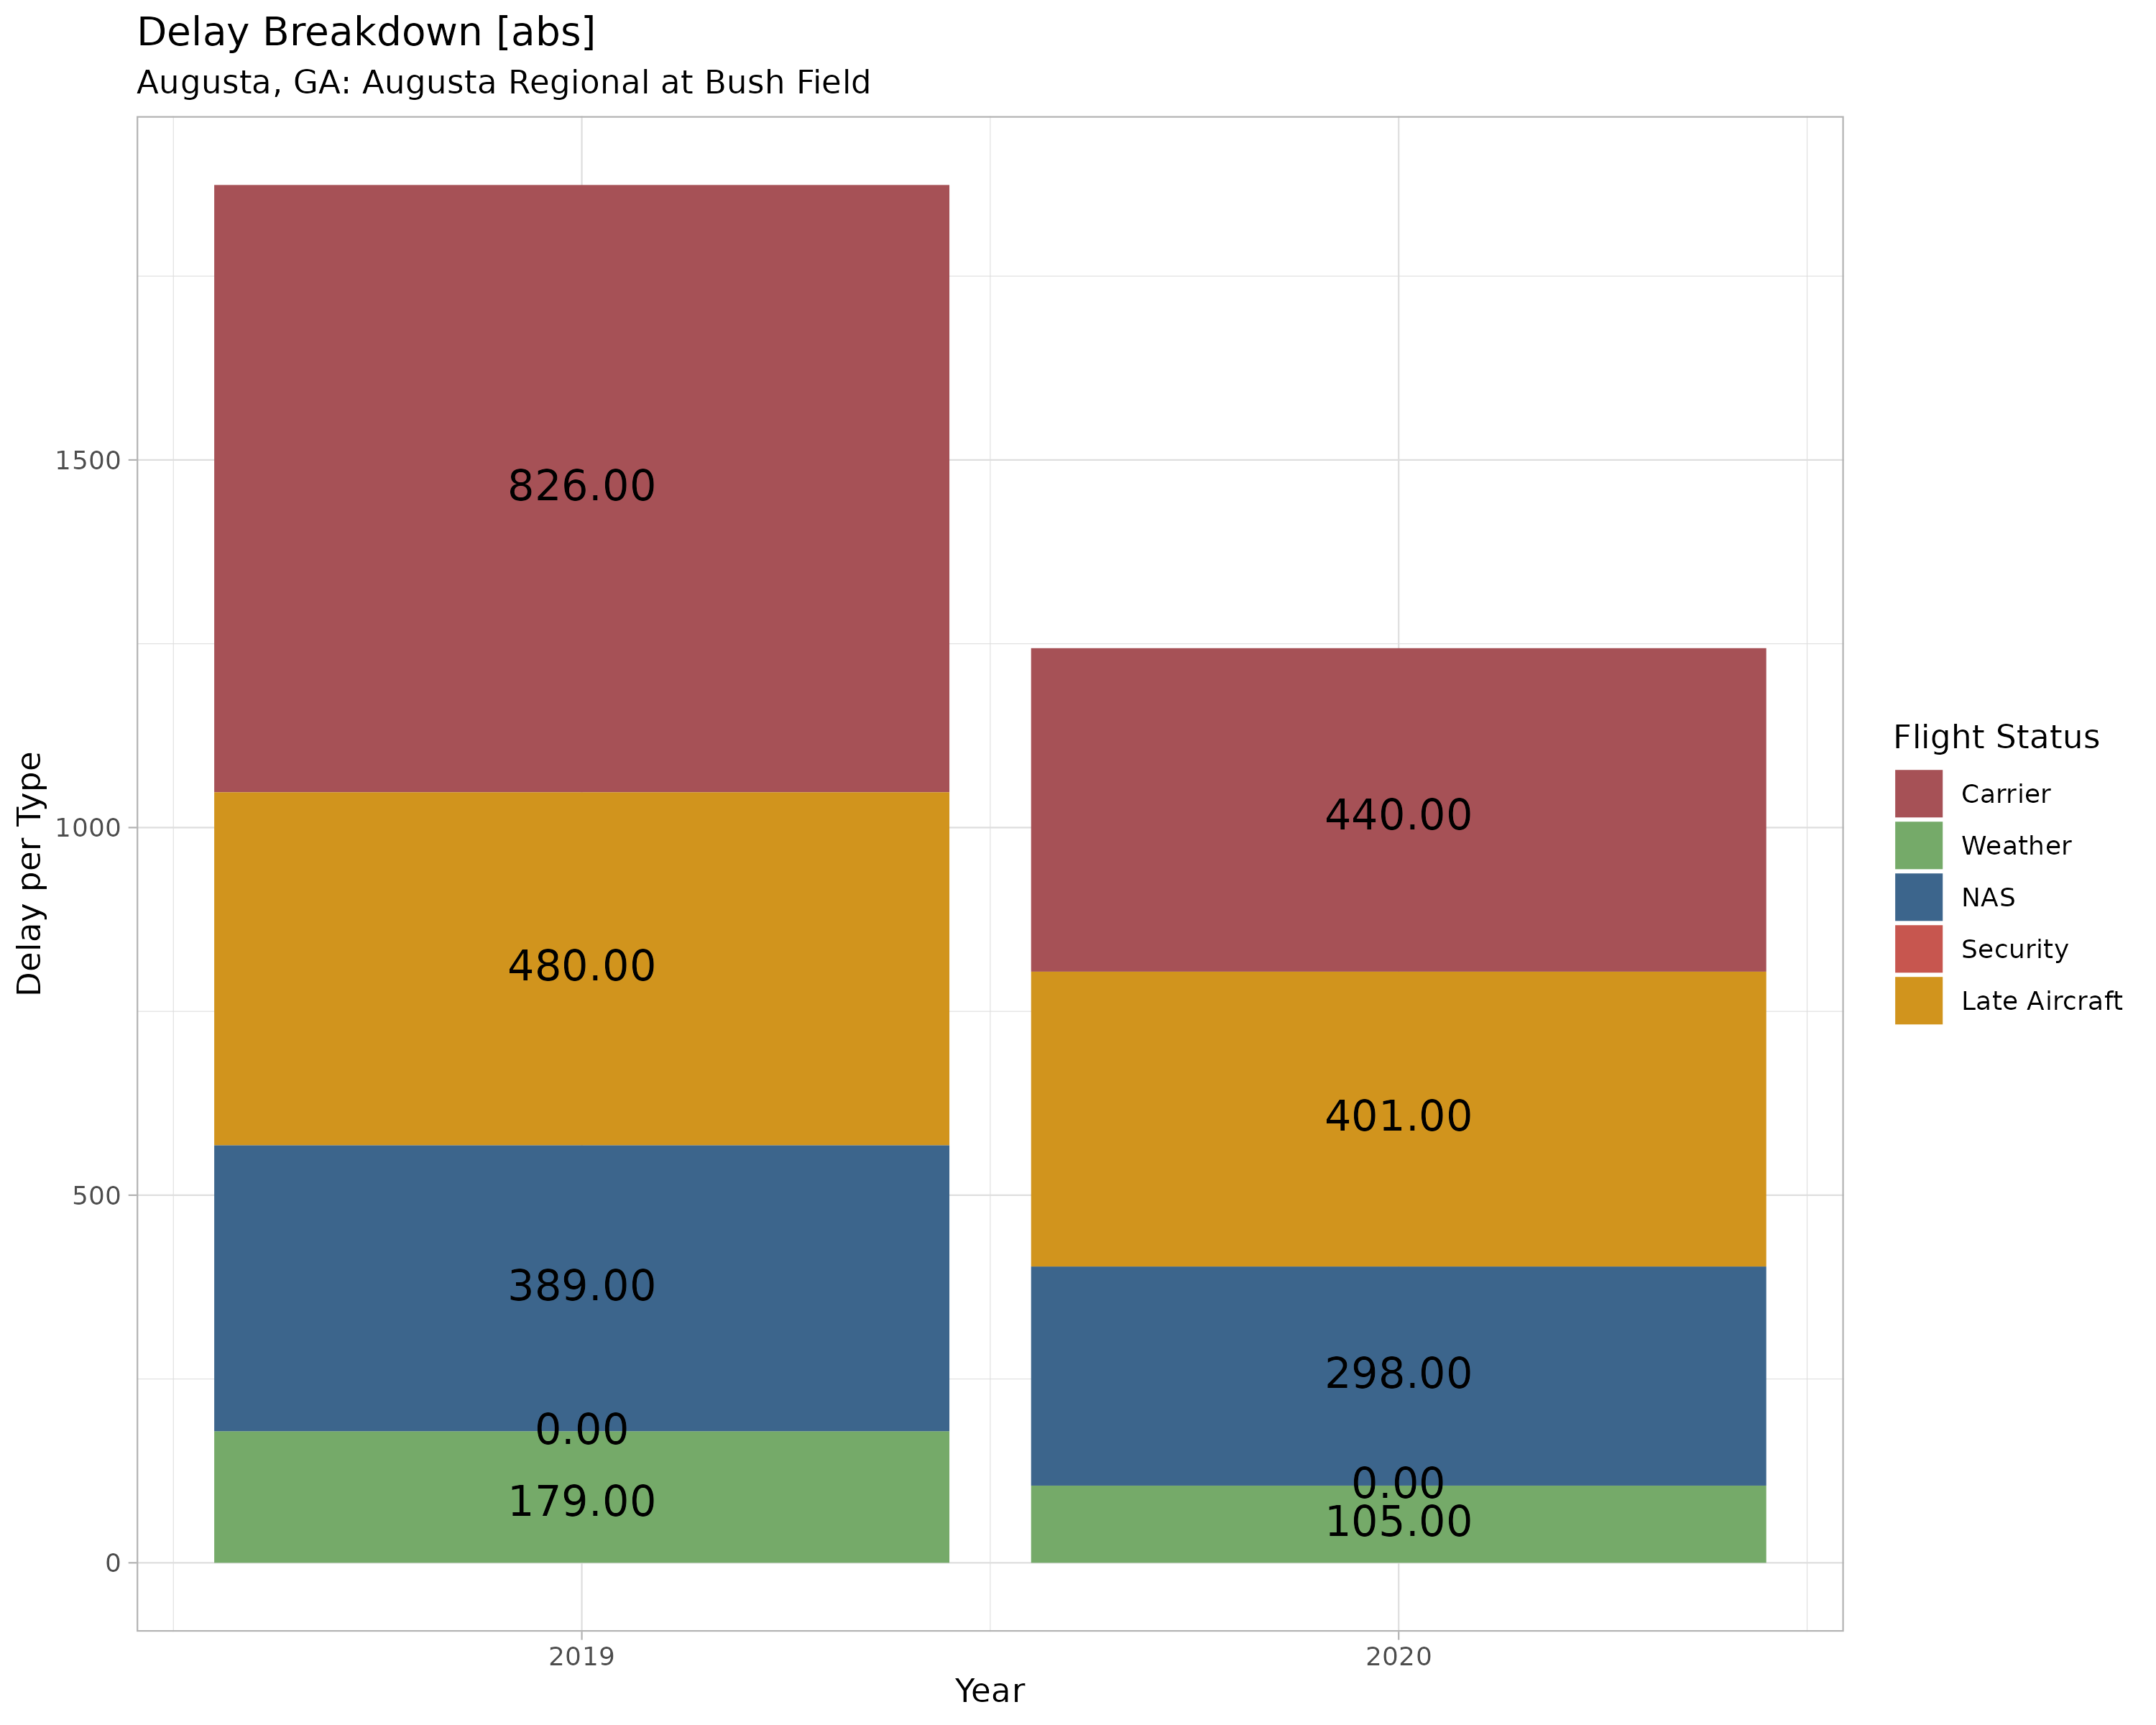 Delay Breakdown [abs]
Augusta, GA: Augusta Regional at Bush Field
Delay per Type
1500
1000
500
0
826.00
480.00
389.00
0.00
179.00
440.00
401.00
298.00
0.00
105.00
2019
2020
Year
Flight Status
Carrier
Weather
NAS
Security
Late Aircraft